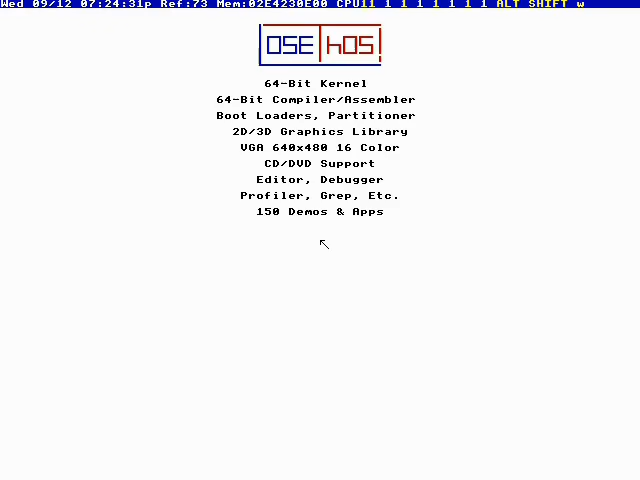 Wed 09/12 07:24:31p Ref:73 Mem:02E4230E00 CPU11 1 1 1 1 1 1 1 ALT SHIFT w
LOSETHOS!
64-Bit Kernel
64-Bit Compiler/Assembler
Boot Loaders, Partitioner
2D/3D Graphics Library
VGA 640x480 16 Color
CD/DVD Support
Editor, Debugger
Profiler, Grep, Etc.
150 Demos & Apps